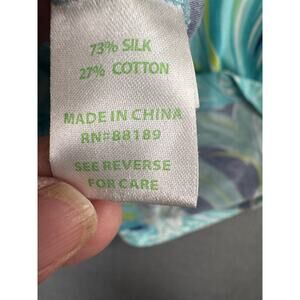 73% SILK
27% COTTON
MADE IN CHINA
RN#88189
SEE REVERSE
FOR CARE